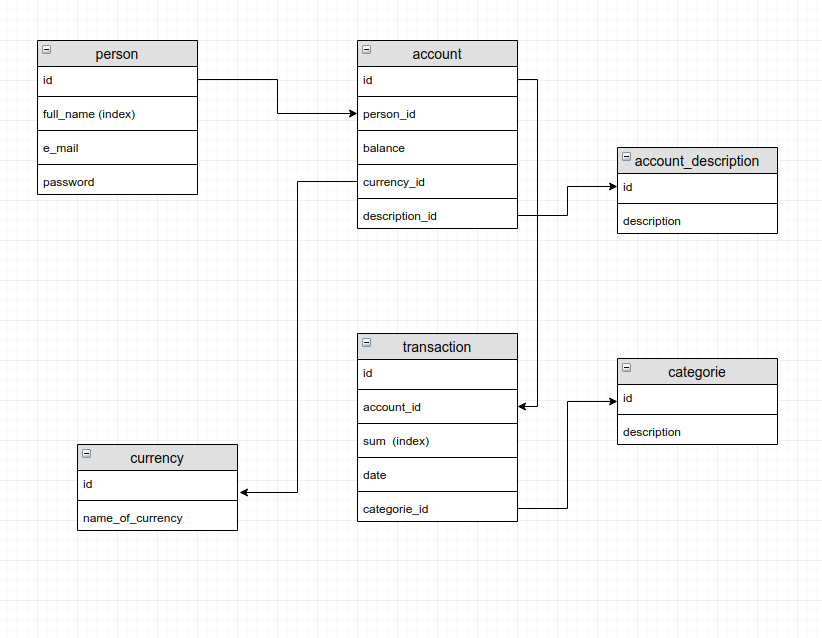 person
id
full_name (index)
e_mail
password
account
id
person_id
balance
currency_id
description_id
account_description
id
description
transaction
id
account_id
sum (index)
date
categorie_id
categorie
id
description
currency
id
name_of_currency